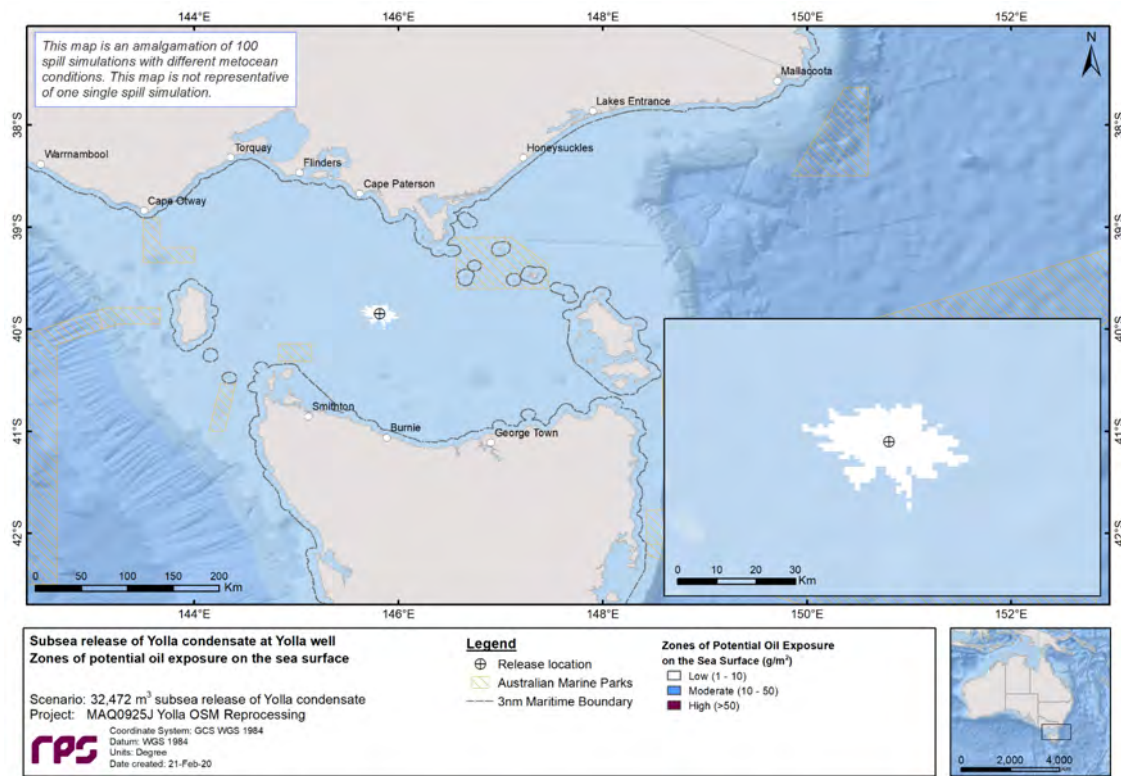 144°E 146°E 148°E 150°E 152°E
This map is an amalgamation of 100
spill simulations with different metocean
conditions. This map is not representative
of one single spill simulation.
N
Mallacoota
Lakes Entrance
38°S 38°S
Warrnambool
Torquay
Honeysuckles
Flinders
Cape Paterson
Cape Otway
39°S 39°S
40°S 40°S
Smithton
Burnie
George Town
41°S 41°S
42°S 42°S
0 50 100 150 200
Km
0 10 20 30
Km
144°E 146°E 148°E 150°E 152°E
Subsea release of Yolla condensate at Yolla well
Zones of potential oil exposure on the sea surface
Scenario: 32,472 m³ subsea release of Yolla condensate
Project: MAQ0925J Yolla OSM Reprocessing
rps
Coordinate System: GCS WGS 1984
Datum: WGS 1984
Units: Degree
Date created: 21-Feb-20
Legend
Release location
Australian Marine Parks
3nm Maritime Boundary
Zones of Potential Oil Exposure
on the Sea Surface (g/m²)
Low (1 - 10)
Moderate (10 - 50)
High (>50)
0 2,000 4,000